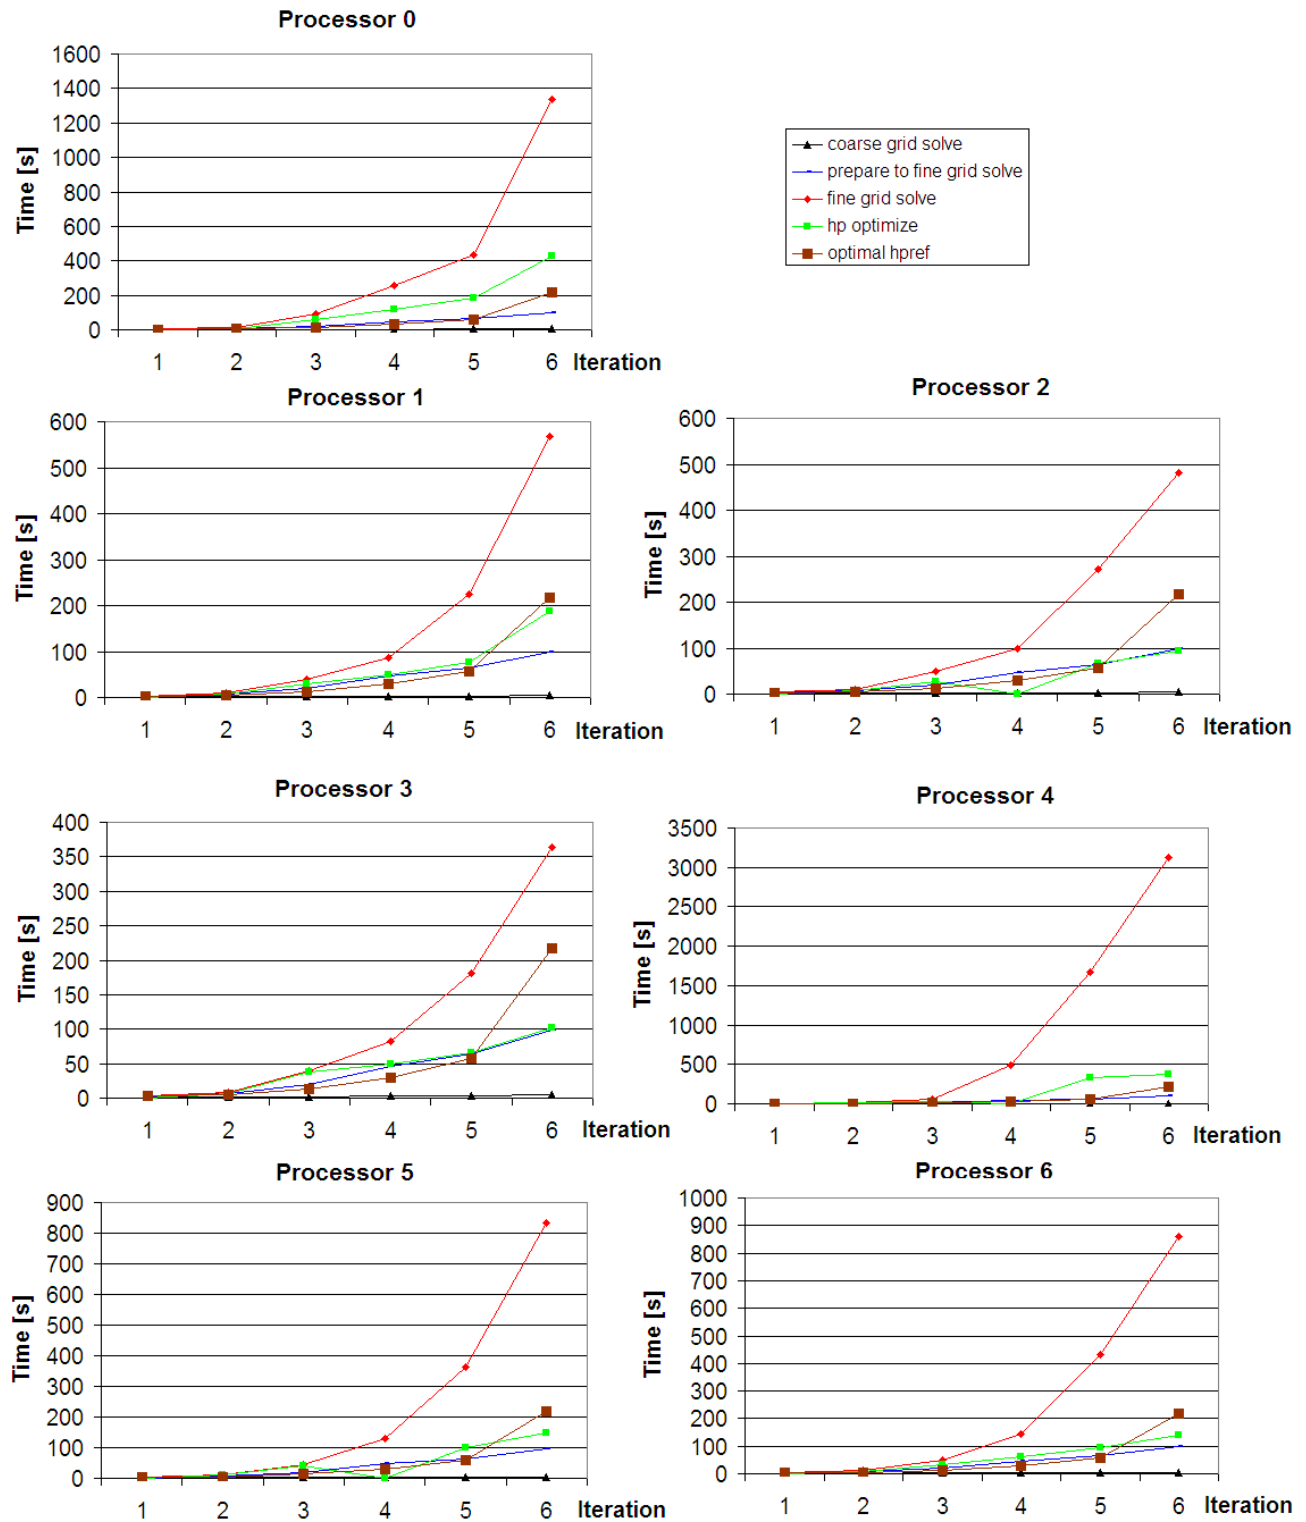 Processor 0
Time [s]
1600
1400
1200
1000
800
600
400
200
0
1 2 3 4 5 6 Iteration
coarse grid solve
prepare to fine grid solve
fine grid solve
hp optimize
optimal hpref
Processor 1
Time [s]
600
500
400
300
200
100
0
1 2 3 4 5 6 Iteration
Processor 2
Time [s]
600
500
400
300
200
100
0
1 2 3 4 5 6 Iteration
Processor 3
Time [s]
400
350
300
250
200
150
100
50
0
1 2 3 4 5 6 Iteration
Processor 4
Time [s]
3500
3000
2500
2000
1500
1000
500
0
1 2 3 4 5 6 Iteration
Processor 5
Time [s]
900
800
700
600
500
400
300
200
100
0
1 2 3 4 5 6 Iteration
Processor 6
Time [s]
1000
900
800
700
600
500
400
300
200
100
0
1 2 3 4 5 6 Iteration